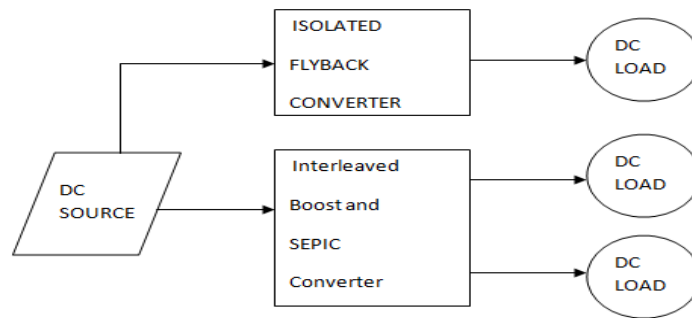 ISOLATED
FLYBACK
CONVERTER
DC
LOAD
DC
SOURCE
Interleaved
Boost and
SEPIC
Converter
DC
LOAD
DC
LOAD